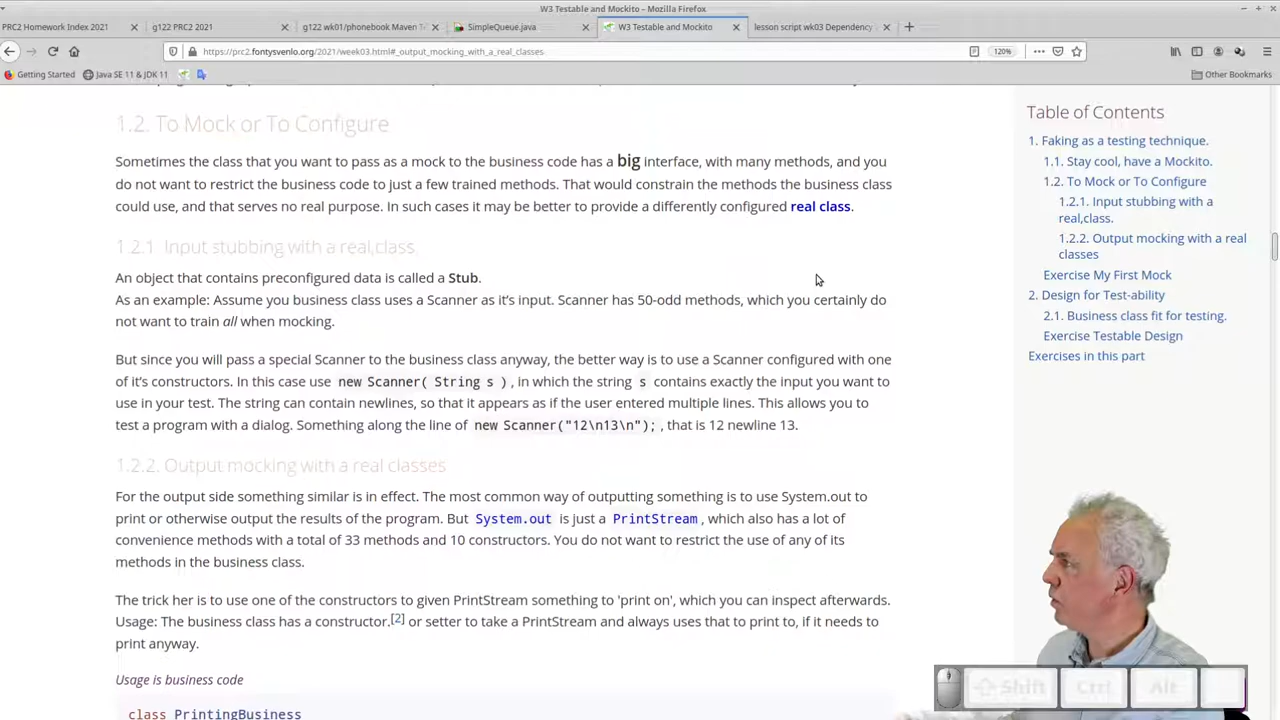 W3 Testable and Mockito - Mozilla Firefox
PRC2 Homework Index 2021
g122 PRC2 2021
g122 wk01/phonebook Maven T
SimpleQueue.java
W3 Testable and Mockito
lesson script wk03 Dependency
https://prc2.fontysvenlo.org/2021/week03.html#_output_mocking_with_a_real_classes
120%
Getting Started
Java SE 11 & JDK 11
Other Bookmarks
1.2. To Mock or To Configure
Sometimes the class that you want to pass as a mock to the business code has a big interface, with many methods, and you
do not want to restrict the business code to just a few trained methods. That would constrain the methods the business class
could use, and that serves no real purpose. In such cases it may be better to provide a differently configured real class.
1.2.1 Input stubbing with a real,class.
An object that contains preconfigured data is called a Stub.
As an example: Assume you business class uses a Scanner as it's input. Scanner has 50-odd methods, which you certainly do
not want to train all when mocking.
But since you will pass a special Scanner to the business class anyway, the better way is to use a Scanner configured with one
of it's constructors. In this case use new Scanner( String s ) , in which the string s contains exactly the input you want to
use in your test. The string can contain newlines, so that it appears as if the user entered multiple lines. This allows you to
test a program with a dialog. Something along the line of new Scanner("12\n13\n"); , that is 12 newline 13.
1.2.2. Output mocking with a real classes
For the output side something similar is in effect. The most common way of outputting something is to use System.out to
print or otherwise output the results of the program. But System.out is just a PrintStream , which also has a lot of
convenience methods with a total of 33 methods and 10 constructors. You do not want to restrict the use of any of its
methods in the business class.
The trick her is to use one of the constructors to given PrintStream something to 'print on', which you can inspect afterwards.
Usage: The business class has a constructor.[2] or setter to take a PrintStream and always uses that to print to, if it needs to
print anyway.
Usage is business code
class PrintingBusiness
Table of Contents
1. Faking as a testing technique.
1.1. Stay cool, have a Mockito.
1.2. To Mock or To Configure
1.2.1. Input stubbing with a
real,class.
1.2.2. Output mocking with a real
classes
Exercise My First Mock
2. Design for Test-ability
2.1. Business class fit for testing.
Exercise Testable Design
Exercises in this part
Shift
Ctrl
Alt